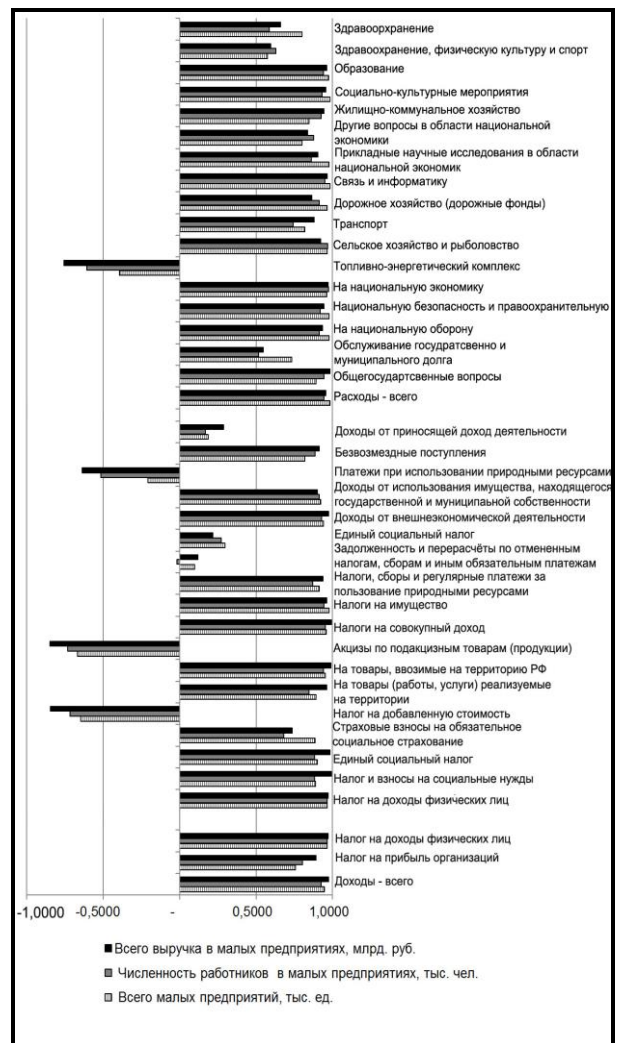 Здравоорхранение
Здравоохранение, физическую культуру и спорт
Образование
Социально-культурные мероприятия
Жилищно-коммунальное хозяйство
Другие вопросы в области национальной
экономики
Прикладные научные исследования в области
национальной экономик
Связь и информатику
Дорожное хозяйство (дорожные фонды)
Транспорт
Сельское хозяйство и рыболовство
Топливно-энергетический комплекс
На национальную экономику
Национальную безопасность и правоохранительную
На национальную оборону
Обслуживание госудратсвенно и
муниципального долга
Общегосудартсвенные вопросы
Расходы - всего
Доходы от приносящей доход деятельности
Безвозмездные поступления
Платежи при использовании природными ресурсами
Доходы от использования имущества, находящегося
государственной и муниципаьной собственности
Доходы от внешнеэкономической деятельности
Единый социальный налог
Задолженность и перерасчёты по отмененным
налогам, сборам и иным обязательным платежам
Налоги, сборы и регулярные платежи за
пользование природными ресурсами
Налоги на имущество
Налоги на совокупный доход
Акцизы по подакцизным товарам (продукции)
На товары, ввозимые на территорию РФ
На товары (работы, услуги) реализуемые
на территории
Налог на добавленную стоимость
Страховые взносы на обязательное
социальное страхование
Единый социальный налог
Налог и взносы на социальные нужды
Налог на доходы физических лиц
Налог на доходы физических лиц
Налог на прибыль организаций
Доходы - всего
-1,0000 -0,5000 - 0,5000 1,0000
Всего выручка в малых предприятиях, млрд. руб.
Численность работников в малых предприятиях, тыс. чел.
Всего малых предприятий, тыс. ед.